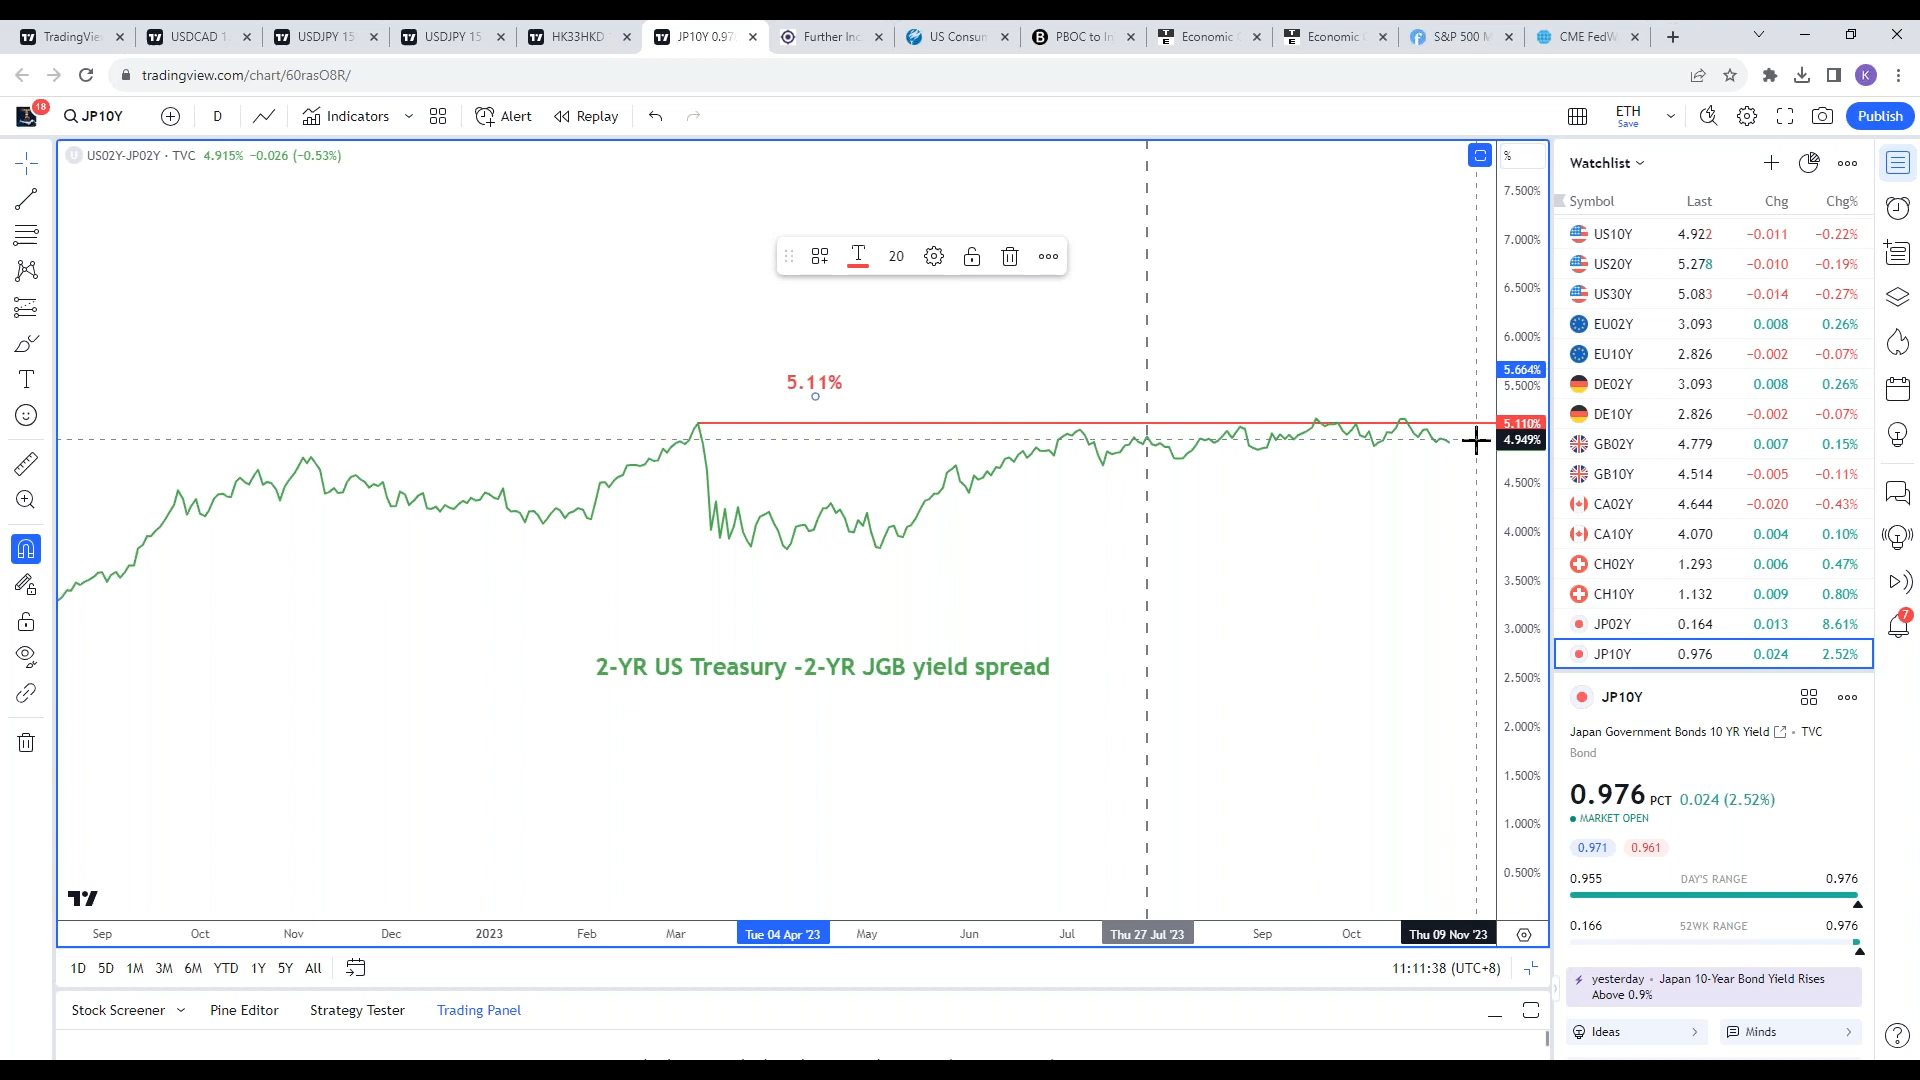 TradingVie
USDCAD 1.
USDJPY 15
USDJPY 15
HK33HKD
JP10Y 0.97
Further Inc
US Consum
PBOC to In
Economic C
Economic C
S&P 500 M
CME FedW
tradingview.com/chart/60rasO8R/
K
18
JP10Y
D
Indicators
Alert
Replay
ETH
Save
Publish
US02Y-JP02Y · TVC 4.915% −0.026 (−0.53%)
%
20
5.11%
2-YR US Treasury -2-YR JGB yield spread
7.500%
7.000%
6.500%
6.000%
5.664%
5.500%
5.110%
4.949%
4.500%
4.000%
3.500%
3.000%
2.500%
2.000%
1.500%
1.000%
0.500%
Sep Oct Nov Dec 2023 Feb Mar Tue 04 Apr '23 May Jun Jul Thu 27 Jul '23 Sep Oct Thu 09 Nov '23
1D 5D 1M 3M 6M YTD 1Y 5Y All
11:11:38 (UTC+8)
Stock Screener Pine Editor Strategy Tester Trading Panel
Watchlist
Symbol Last Chg Chg%
US10Y 4.922 −0.011 −0.22%
US20Y 5.278 −0.010 −0.19%
US30Y 5.083 −0.014 −0.27%
EU02Y 3.093 0.008 0.26%
EU10Y 2.826 −0.002 −0.07%
DE02Y 3.093 0.008 0.26%
DE10Y 2.826 −0.002 −0.07%
GB02Y 4.779 0.007 0.15%
GB10Y 4.514 −0.005 −0.11%
CA02Y 4.644 −0.020 −0.43%
CA10Y 4.070 0.004 0.10%
CH02Y 1.293 0.006 0.47%
CH10Y 1.132 0.009 0.80%
JP02Y 0.164 0.013 8.61%
JP10Y 0.976 0.024 2.52%
JP10Y
Japan Government Bonds 10 YR Yield · TVC
Bond
0.976 PCT 0.024 (2.52%)
MARKET OPEN
0.971 0.961
0.955 DAY'S RANGE 0.976
0.166 52WK RANGE 0.976
yesterday · Japan 10-Year Bond Yield Rises
Above 0.9%
Ideas
Minds
7